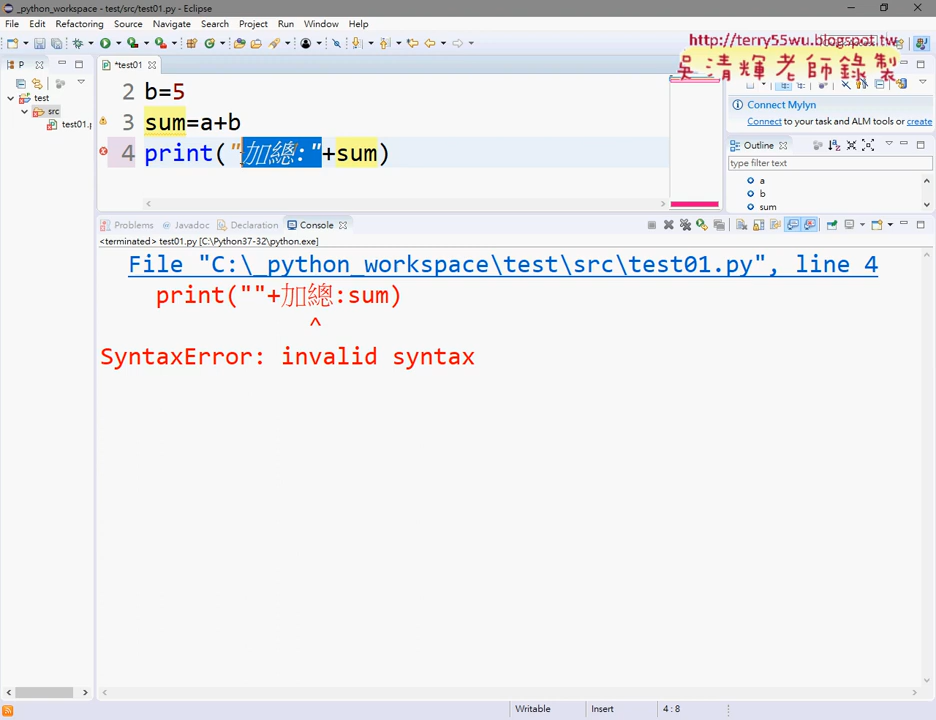 _python_workspace - test/src/test01.py - Eclipse
File Edit Refactoring Source Navigate Search Project Run Window Help
http://terry55wu.blogspot.tw
吳清輝老師錄製
P
*test01
test
src
test01.p
2 b=5
3 sum=a+b
4 print("加總:"+sum)
Connect Mylyn
Connect to your task and ALM tools or create
Outline
type filter text
a
b
sum
Problems Javadoc Declaration Console
<terminated> test01.py [C:\Python37-32\python.exe]
File "C:\_python_workspace\test\src\test01.py", line 4
print(""+加總:sum)
^
SyntaxError: invalid syntax
Writable Insert 4 : 8